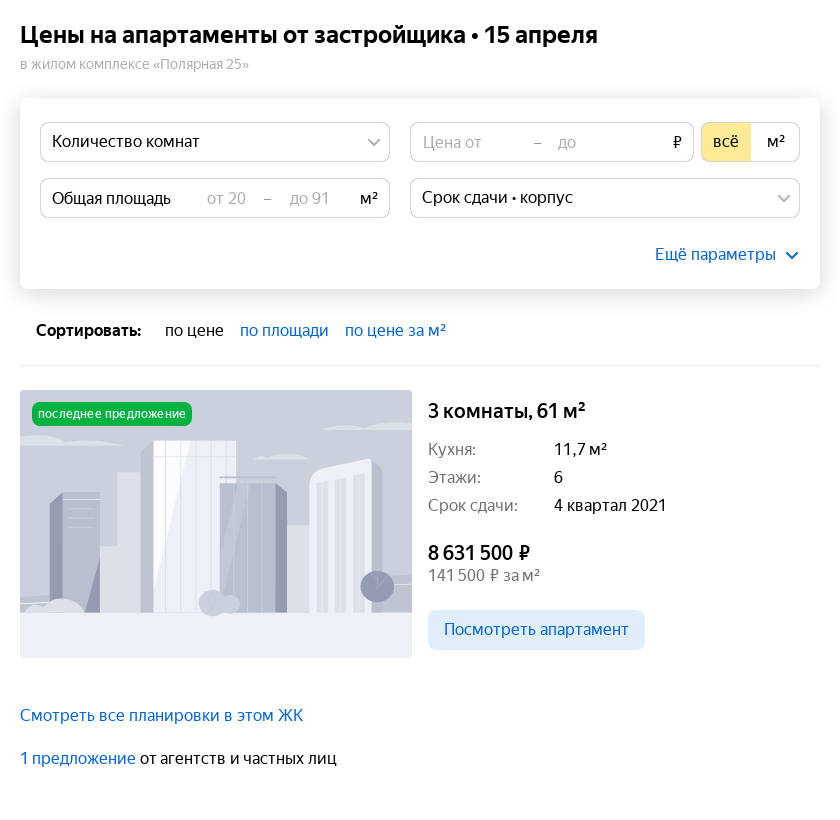 Цены на апартаменты от застройщика • 15 апреля
в жилом комплексе «Полярная 25»
Количество комнат
Цена от – до ₽ всё м²
Общая площадь от 20 – до 91 м²
Срок сдачи • корпус
Ещё параметры
Сортировать: по цене по площади по цене за м²
последнее предложение
3 комнаты, 61 м²
Кухня: 11,7 м²
Этажи: 6
Срок сдачи: 4 квартал 2021
8 631 500 ₽
141 500 ₽ за м²
Посмотреть апартамент
Смотреть все планировки в этом ЖК
1 предложение от агентств и частных лиц